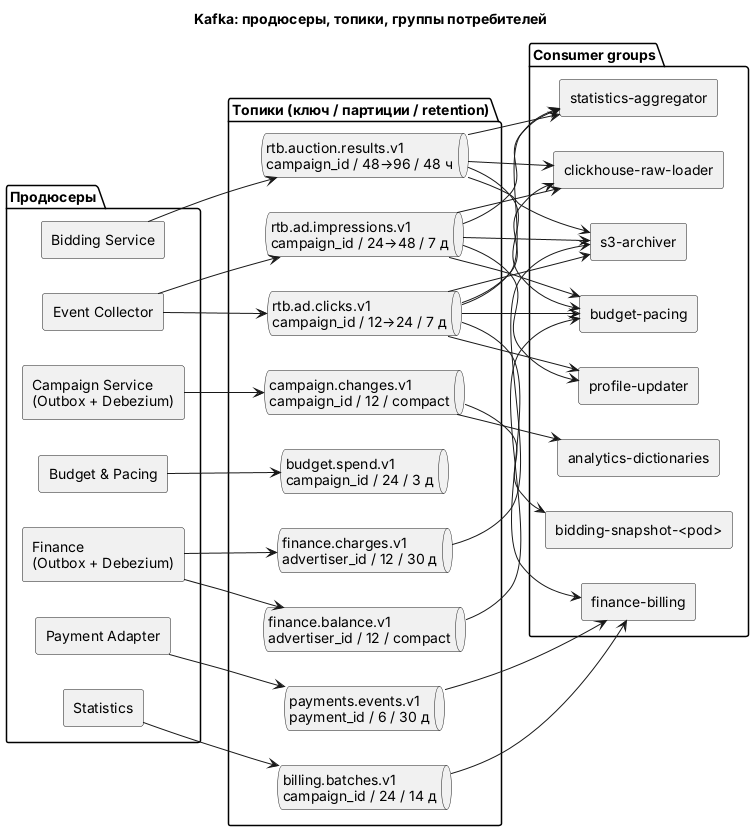 Kafka: продюсеры, топики, группы потребителей
Продюсеры
Bidding Service
Event Collector
Campaign Service
(Outbox + Debezium)
Budget & Pacing
Finance
(Outbox + Debezium)
Payment Adapter
Statistics
Топики (ключ / партиции / retention)
rtb.auction.results.v1
campaign_id / 48→96 / 48 ч
rtb.ad.impressions.v1
campaign_id / 24→48 / 7 д
rtb.ad.clicks.v1
campaign_id / 12→24 / 7 д
campaign.changes.v1
campaign_id / 12 / compact
budget.spend.v1
campaign_id / 24 / 3 д
finance.charges.v1
advertiser_id / 12 / 30 д
finance.balance.v1
advertiser_id / 12 / compact
payments.events.v1
payment_id / 6 / 30 д
billing.batches.v1
campaign_id / 24 / 14 д
Consumer groups
statistics-aggregator
clickhouse-raw-loader
s3-archiver
budget-pacing
profile-updater
analytics-dictionaries
bidding-snapshot-<pod>
finance-billing